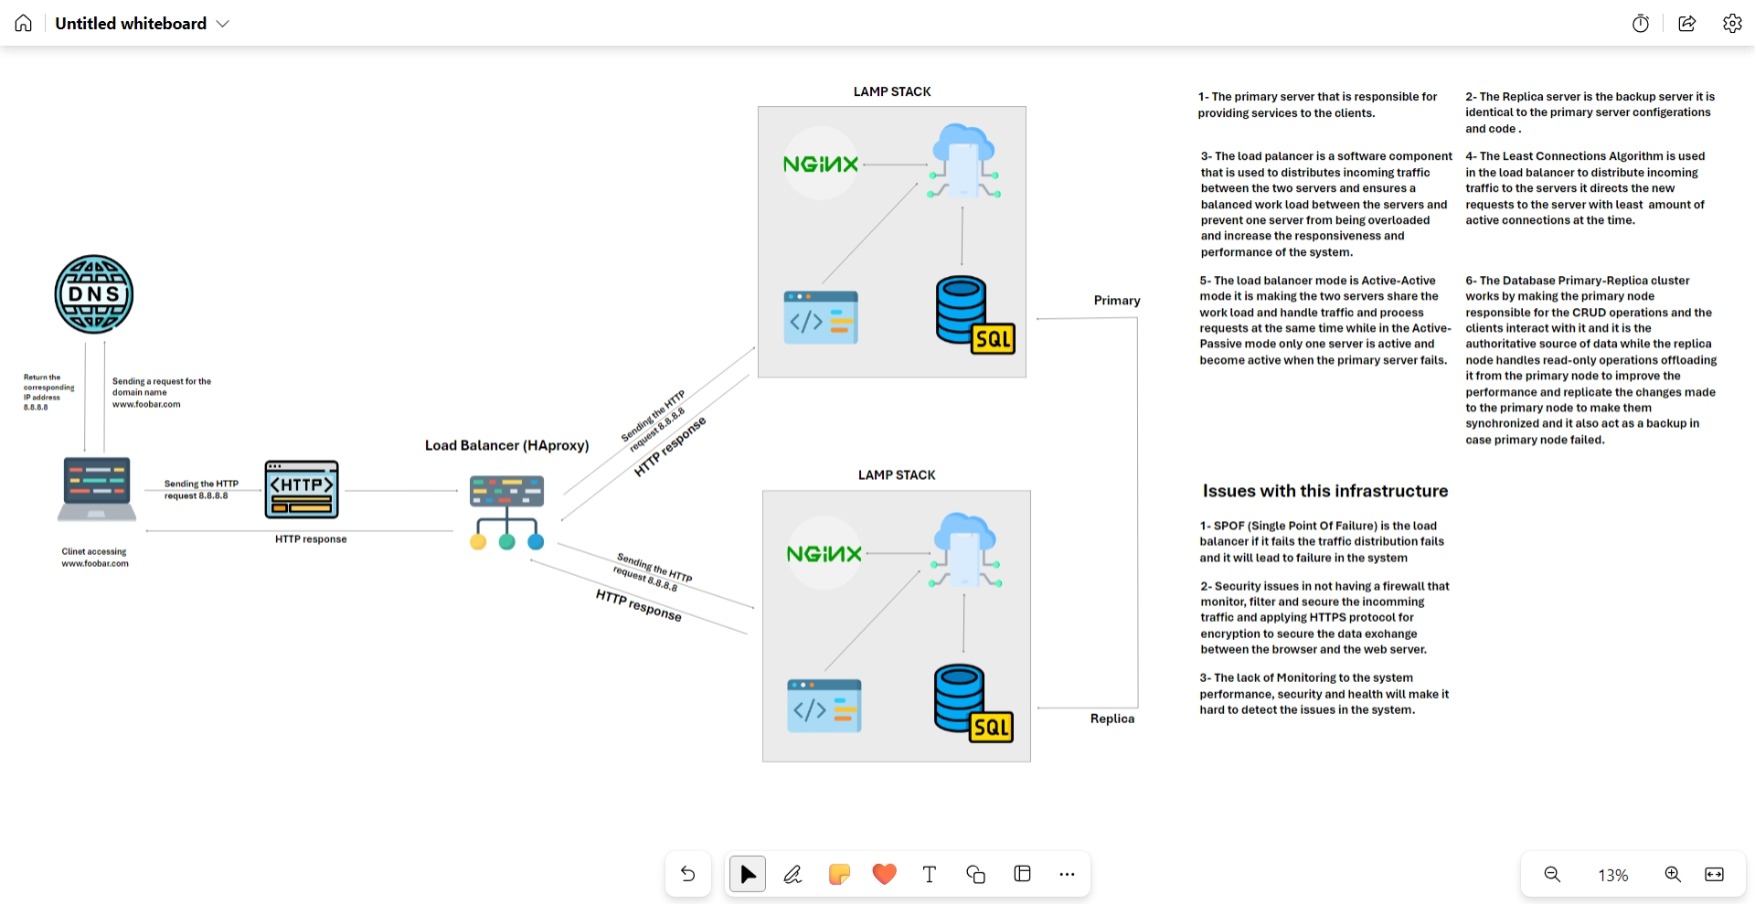 Untitled whiteboard
LAMP STACK
NGiNX
SQL
DNS
Return the
corresponding
IP address
8.8.8.8
Sending a request for the
domain name
www.foobar.com
Sending the HTTP
request 8.8.8.8
<HTTP>
HTTP response
Clinet accessing
www.foobar.com
Load Balancer (HAproxy)
Sending the HTTP
request 8.8.8.8
HTTP response
Sending the HTTP
request 8.8.8.8
HTTP response
</>
LAMP STACK
NGiNX
</>
SQL
Primary
Replica
1- The primary server that is responsible for
providing services to the clients.
2- The Replica server is the backup server it is
identical to the primary server configerations
and code .
3- The load palancer is a software component
that is used to distributes incoming traffic
between the two servers and ensures a
balanced work load between the servers and
prevent one server from being overloaded
and increase the responsiveness and
performance of the system.
4- The Least Connections Algorithm is used
in the load balancer to distribute incoming
traffic to the servers it directs the new
requests to the server with least amount of
active connections at the time.
5- The load balancer mode is Active-Active
mode it is making the two servers share the
work load and handle traffic and process
requests at the same time while in the Active-
Passive mode only one server is active and
become active when the primary server fails.
6- The Database Primary-Replica cluster
works by making the primary node
responsible for the CRUD operations and the
clients interact with it and it is the
authoritative source of data while the replica
node handles read-only operations offloading
it from the primary node to improve the
performance and replicate the changes made
to the primary node to make them
synchronized and it also act as a backup in
case primary node failed.
Issues with this infrastructure
1- SPOF (Single Point Of Failure) is the load
balancer if it fails the traffic distribution fails
and it will lead to failure in the system
2- Security issues in not having a firewall that
monitor, filter and secure the incomming
traffic and applying HTTPS protocol for
encryption to secure the data exchange
between the browser and the web server.
3- The lack of Monitoring to the system
performance, security and health will make it
hard to detect the issues in the system.
13%